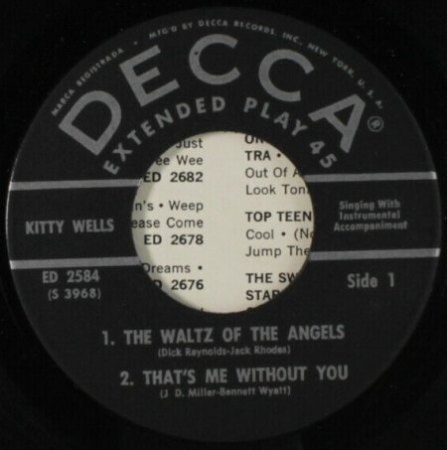 MARCA REGISTRADA • MFG'D BY DECCA RECORDS, INC., NEW YORK, U.S.A.
DECCA®
EXTENDED PLAY 45
Just
ee Wee
ED 2682
n's • Weep
ease Come
ED 2678
Dreams •
2676
TRA •
Out Of A
Look Ton
TOP TEEN
Cool • (No
Jump The
THE SW
STAR
KITTY WELLS
Singing With
Instrumental
Accompaniment
ED 2584
(S 3968)
Side 1
1. THE WALTZ OF THE ANGELS
(Dick Reynolds-Jack Rhodes)
2. THAT'S ME WITHOUT YOU
(J D. Miller-Bennett Wyatt)